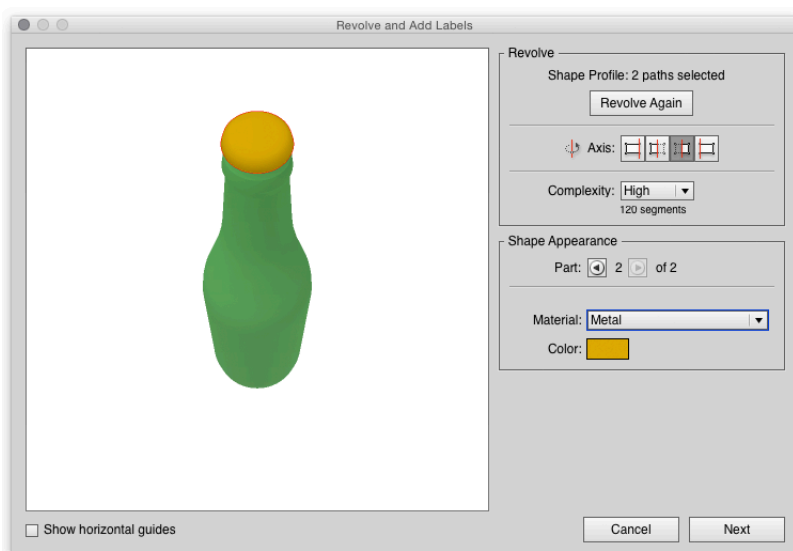 Revolve and Add Labels
Revolve
Shape Profile: 2 paths selected
Revolve Again
Axis:
Complexity: High
120 segments
Shape Appearance
Part: 2 of 2
Material: Metal
Color:
Show horizontal guides
Cancel Next